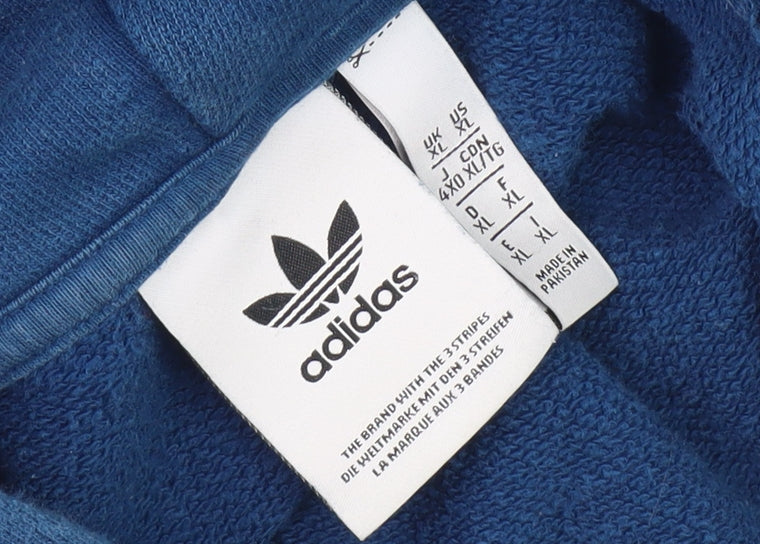 adidas
THE BRAND WITH THE 3 STRIPES
DIE WELTMARKE MIT DEN 3 STREIFEN
LA MARQUE AUX 3 BANDES
UK US
XL XL
J CDN
4XO XL/TG
D F
XL XL
E I
XL XL
MADE IN
PAKISTAN